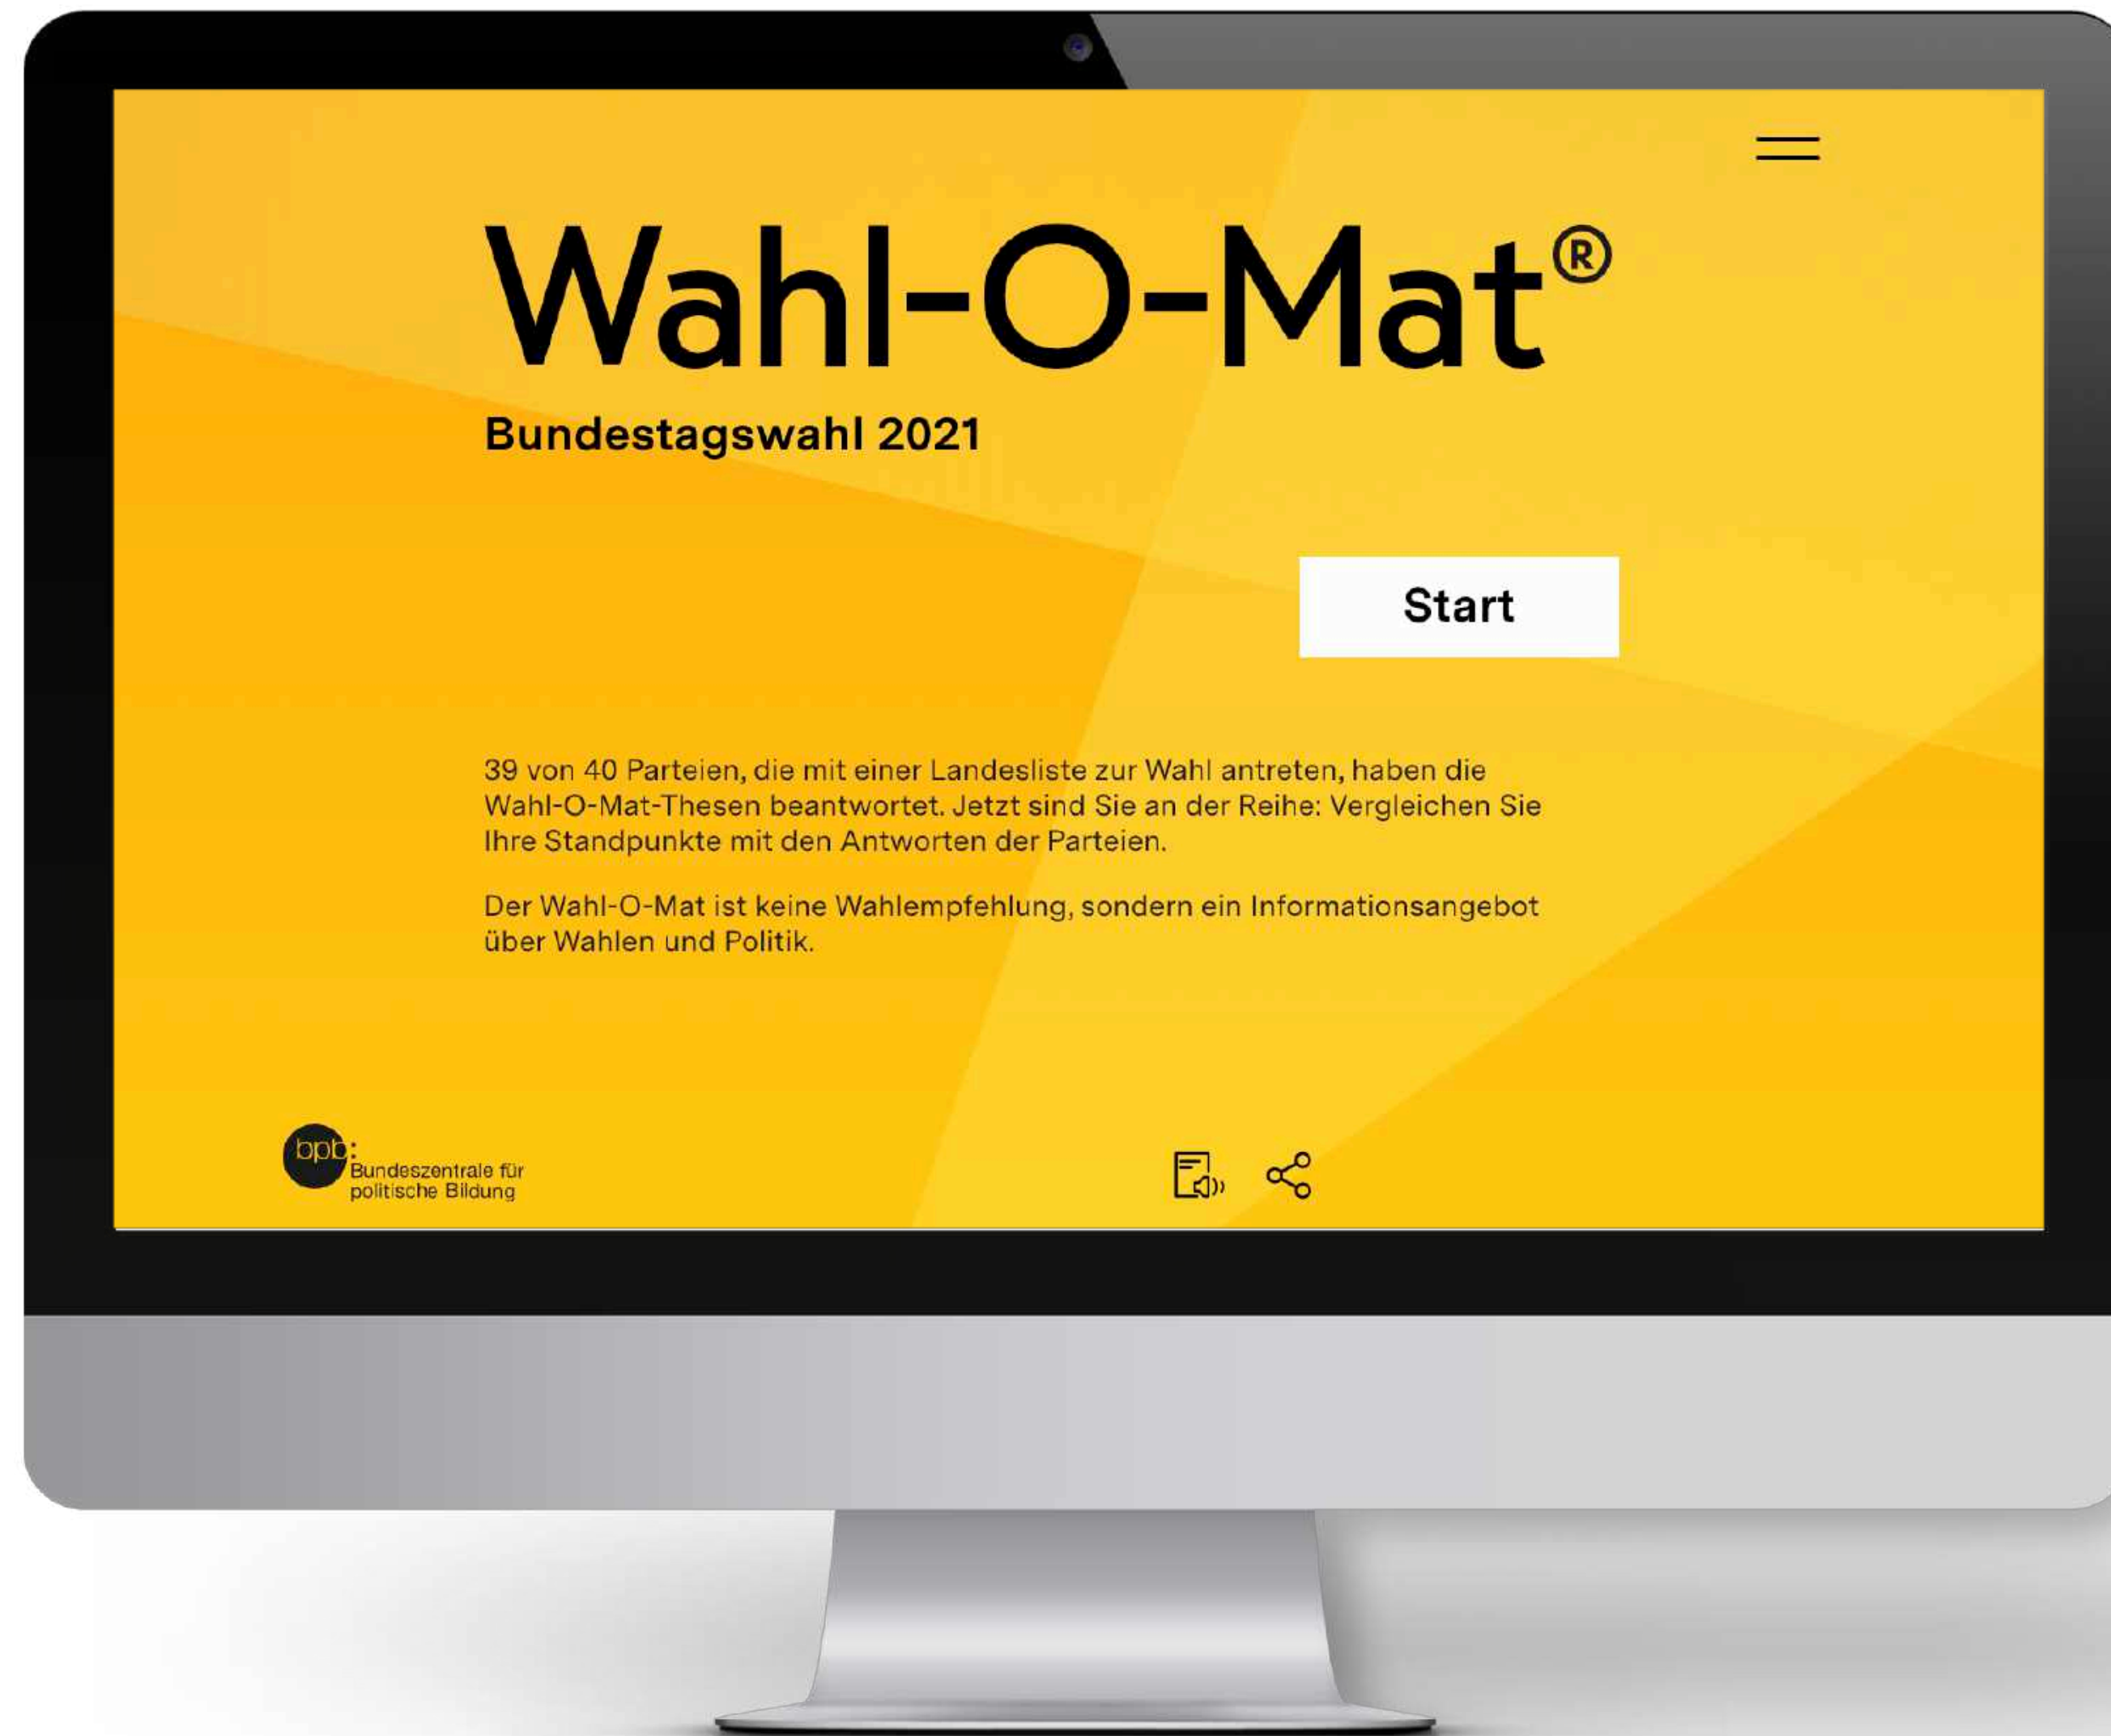 Wahl-O-Mat®
Bundestagswahl 2021
Start
39 von 40 Parteien, die mit einer Landesliste zur Wahl antreten, haben die
Wahl-O-Mat-Thesen beantwortet. Jetzt sind Sie an der Reihe: Vergleichen Sie
Ihre Standpunkte mit den Antworten der Parteien.
Der Wahl-O-Mat ist keine Wahlempfehlung, sondern ein Informationsangebot
über Wahlen und Politik.
bpb:
Bundeszentrale für
politische Bildung